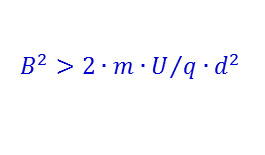 B² > 2 · m · U/q · d²